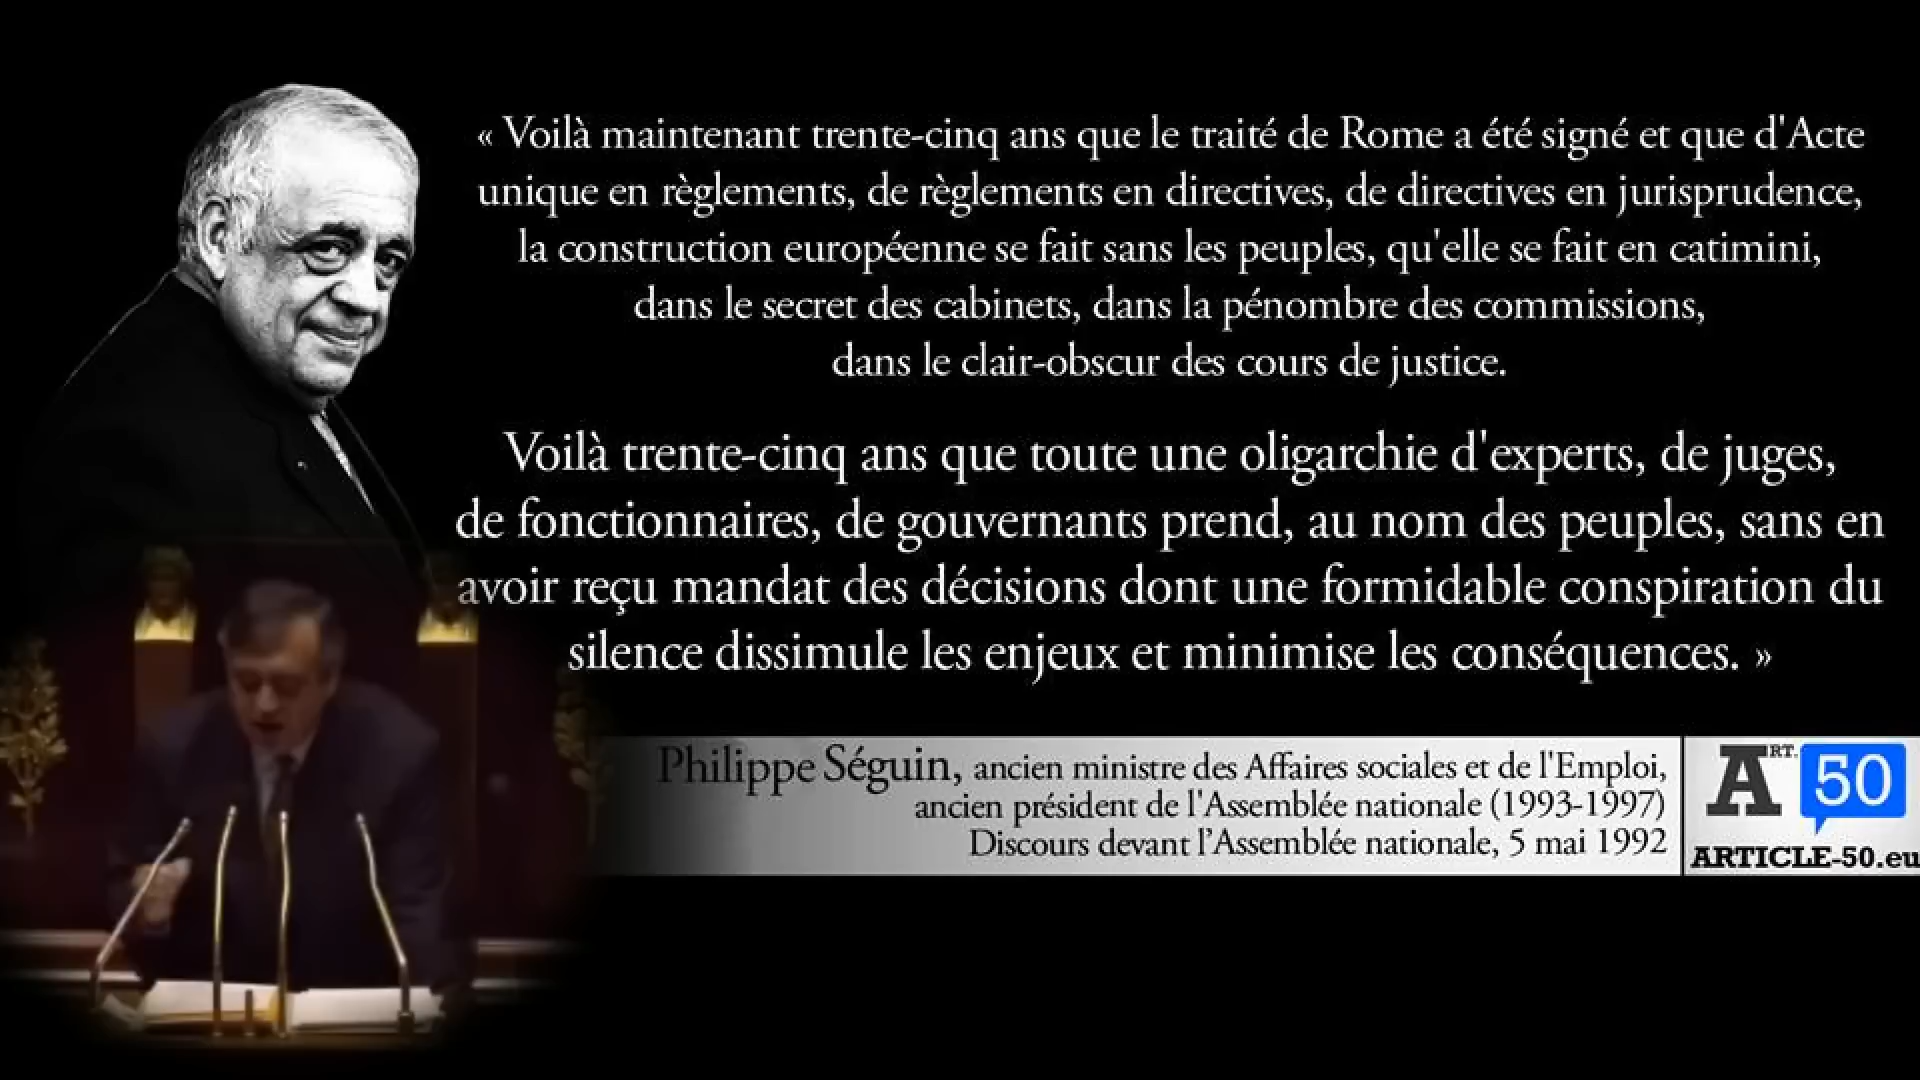 « Voilà maintenant trente-cinq ans que le traité de Rome a été signé et que d'Acte
unique en règlements, de règlements en directives, de directives en jurisprudence,
la construction européenne se fait sans les peuples, qu'elle se fait en catimini,
dans le secret des cabinets, dans la pénombre des commissions,
dans le clair-obscur des cours de justice.
Voilà trente-cinq ans que toute une oligarchie d'experts, de juges,
de fonctionnaires, de gouvernants prend, au nom des peuples, sans en
avoir reçu mandat des décisions dont une formidable conspiration du
silence dissimule les enjeux et minimise les conséquences. »
Philippe Séguin, ancien ministre des Affaires sociales et de l'Emploi,
ancien président de l'Assemblée nationale (1993-1997)
Discours devant l’Assemblée nationale, 5 mai 1992
ART. 50
ARTICLE-50.eu